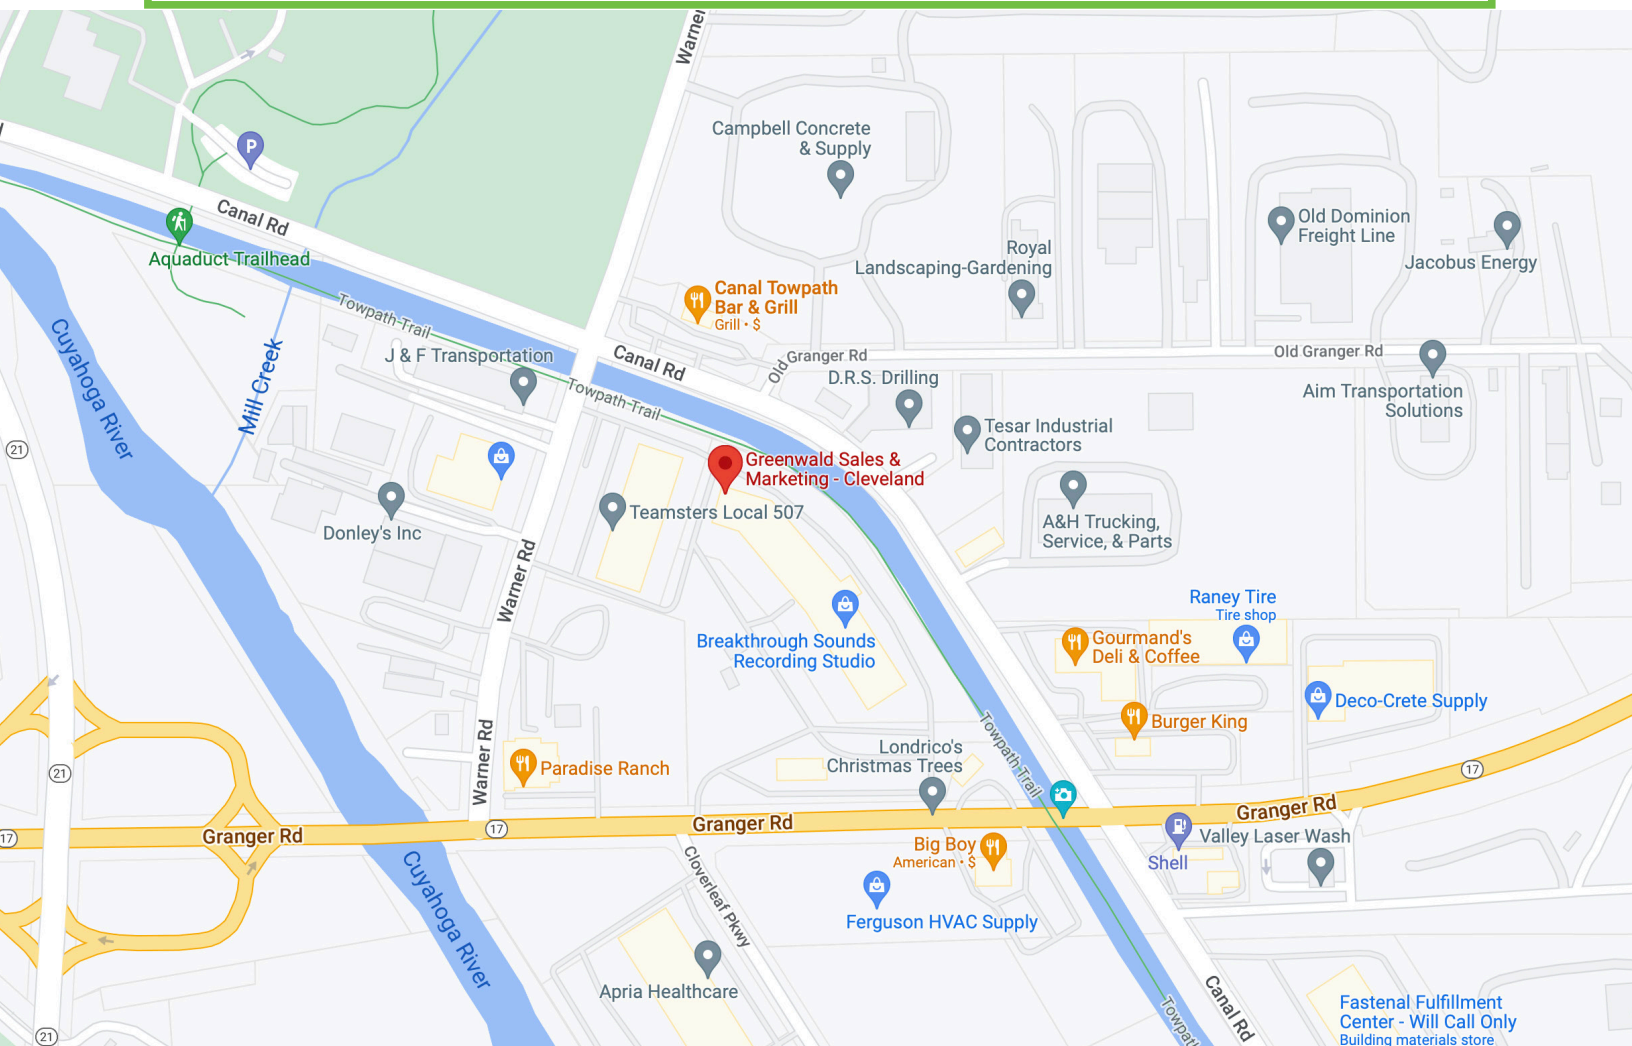 Warner
Campbell Concrete
& Supply
P
Canal Rd
Aquaduct Trailhead
Old Dominion
Freight Line
Jacobus Energy
Royal
Landscaping-Gardening
Canal Towpath
Bar & Grill
Grill • $
Towpath Trail
J & F Transportation
Canal Rd
Old Granger Rd
Old Granger Rd
D.R.S. Drilling
Aim Transportation
Solutions
Cuyahoga River
Mill Creek
Towpath Trail
Tesar Industrial
Contractors
21
Greenwald Sales &
Marketing - Cleveland
Teamsters Local 507
Donley's Inc
A&H Trucking,
Service, & Parts
Warner Rd
Raney Tire
Tire shop
Breakthrough Sounds
Recording Studio
Gourmand's
Deli & Coffee
Deco-Crete Supply
Burger King
Warner Rd
Towpath Trail
Londrico's
Christmas Trees
Paradise Ranch
21
17
17
Granger Rd
17
Granger Rd
Granger Rd
Valley Laser Wash
Shell
Big Boy
American • $
Cuyahoga River
Cloverleaf Pkwy
Ferguson HVAC Supply
Apria Healthcare
Canal Rd
Towpath
Fastenal Fulfillment
Center - Will Call Only
Building materials store
21